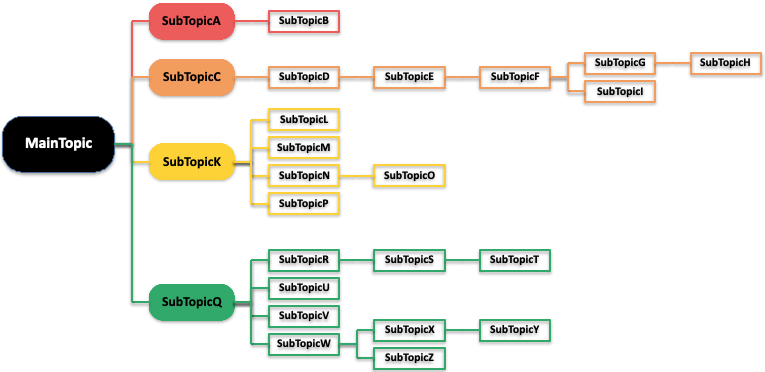 SubTopicA
SubTopicB
SubTopicC
SubTopicD
SubTopicE
SubTopicF
SubTopicG
SubTopicH
SubTopicI
MainTopic
SubTopicK
SubTopicL
SubTopicM
SubTopicN
SubTopicO
SubTopicP
SubTopicQ
SubTopicR
SubTopicS
SubTopicT
SubTopicU
SubTopicV
SubTopicW
SubTopicX
SubTopicY
SubTopicZ